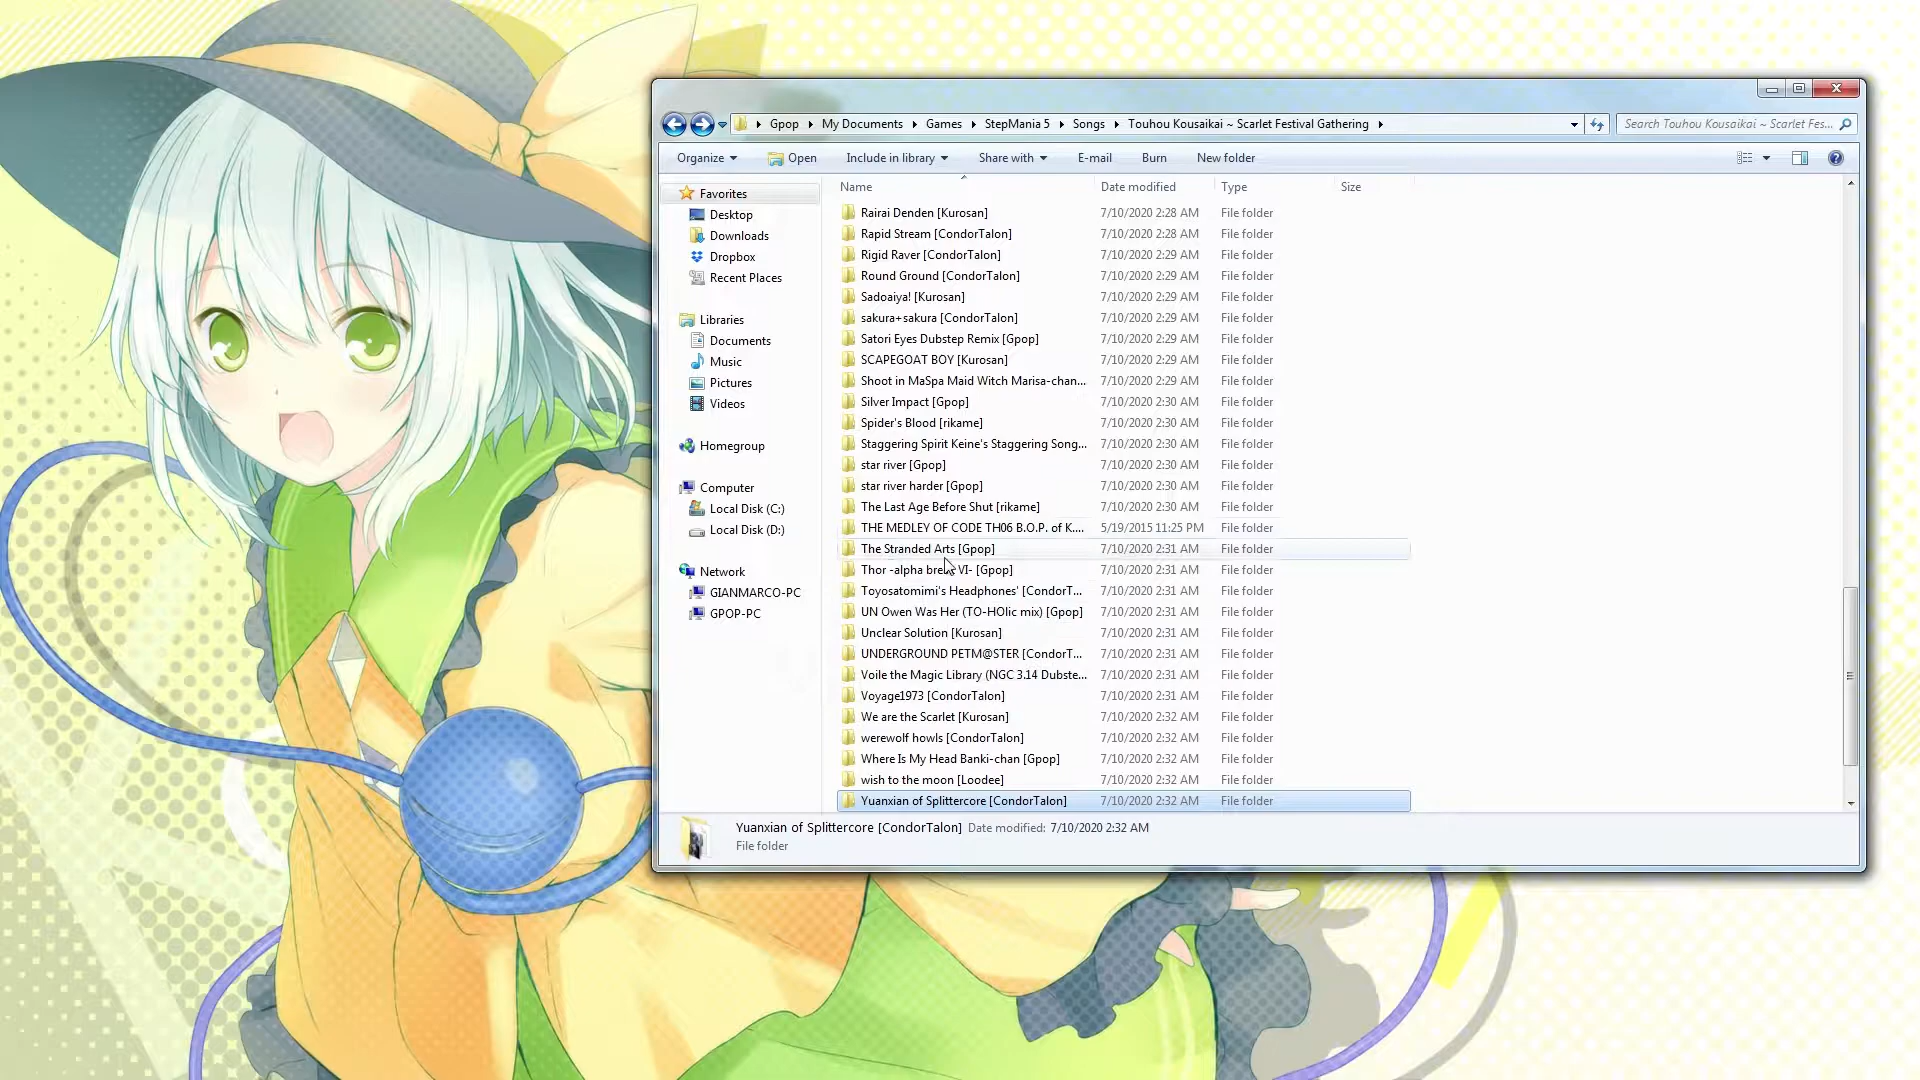 Gpop
My Documents
Games
StepMania 5
Songs
Touhou Kousaikai ~ Scarlet Festival Gathering
Search Touhou Kousaikai ~ Scarlet Fes...
Organize
Open
Include in library
Share with
E-mail
Burn
New folder
Favorites
Desktop
Downloads
Dropbox
Recent Places
Libraries
Documents
Music
Pictures
Videos
Homegroup
Computer
Local Disk (C:)
Local Disk (D:)
Network
GIANMARCO-PC
GPOP-PC
Name Date modified Type Size
Rairai Denden [Kurosan] 7/10/2020 2:28 AM File folder
Rapid Stream [CondorTalon] 7/10/2020 2:28 AM File folder
Rigid Raver [CondorTalon] 7/10/2020 2:29 AM File folder
Round Ground [CondorTalon] 7/10/2020 2:29 AM File folder
Sadoaiya! [Kurosan] 7/10/2020 2:29 AM File folder
sakura+sakura [CondorTalon] 7/10/2020 2:29 AM File folder
Satori Eyes Dubstep Remix [Gpop] 7/10/2020 2:29 AM File folder
SCAPEGOAT BOY [Kurosan] 7/10/2020 2:29 AM File folder
Shoot in MaSpa Maid Witch Marisa-chan... 7/10/2020 2:29 AM File folder
Silver Impact [Gpop] 7/10/2020 2:30 AM File folder
Spider's Blood [rikame] 7/10/2020 2:30 AM File folder
Staggering Spirit Keine's Staggering Song... 7/10/2020 2:30 AM File folder
star river [Gpop] 7/10/2020 2:30 AM File folder
star river harder [Gpop] 7/10/2020 2:30 AM File folder
The Last Age Before Shut [rikame] 7/10/2020 2:30 AM File folder
THE MEDLEY OF CODE TH06 B.O.P. of K.... 5/19/2015 11:25 PM File folder
The Stranded Arts [Gpop] 7/10/2020 2:31 AM File folder
Thor -alpha break VI- [Gpop] 7/10/2020 2:31 AM File folder
Toyosatomimi's Headphones' [CondorT... 7/10/2020 2:31 AM File folder
UN Owen Was Her (TO-HOlic mix) [Gpop] 7/10/2020 2:31 AM File folder
Unclear Solution [Kurosan] 7/10/2020 2:31 AM File folder
UNDERGROUND PETM@STER [CondorT... 7/10/2020 2:31 AM File folder
Voile the Magic Library (NGC 3.14 Dubste... 7/10/2020 2:31 AM File folder
Voyage1973 [CondorTalon] 7/10/2020 2:31 AM File folder
We are the Scarlet [Kurosan] 7/10/2020 2:32 AM File folder
werewolf howls [CondorTalon] 7/10/2020 2:32 AM File folder
Where Is My Head Banki-chan [Gpop] 7/10/2020 2:32 AM File folder
wish to the moon [Loodee] 7/10/2020 2:32 AM File folder
Yuanxian of Splittercore [CondorTalon] 7/10/2020 2:32 AM File folder
Yuanxian of Splittercore [CondorTalon] Date modified: 7/10/2020 2:32 AM
File folder